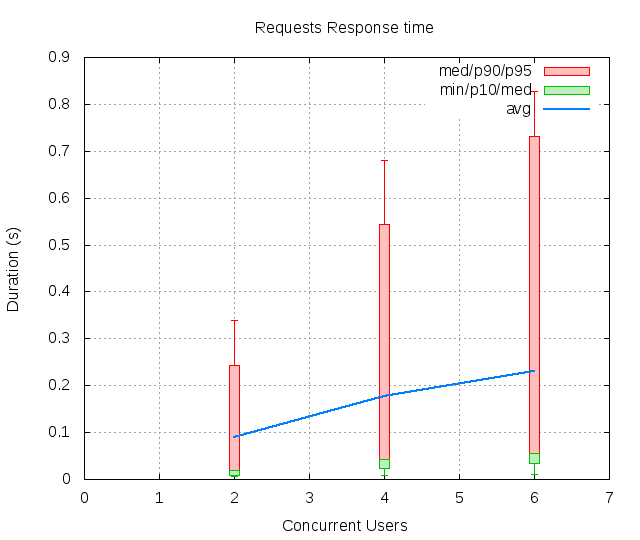 Requests Response time
0.9
0.8
0.7
0.6
0.5
0.4
0.3
0.2
0.1
0
Duration (s)
med/p90/p95
min/p10/med
avg
0 1 2 3 4 5 6 7
Concurrent Users